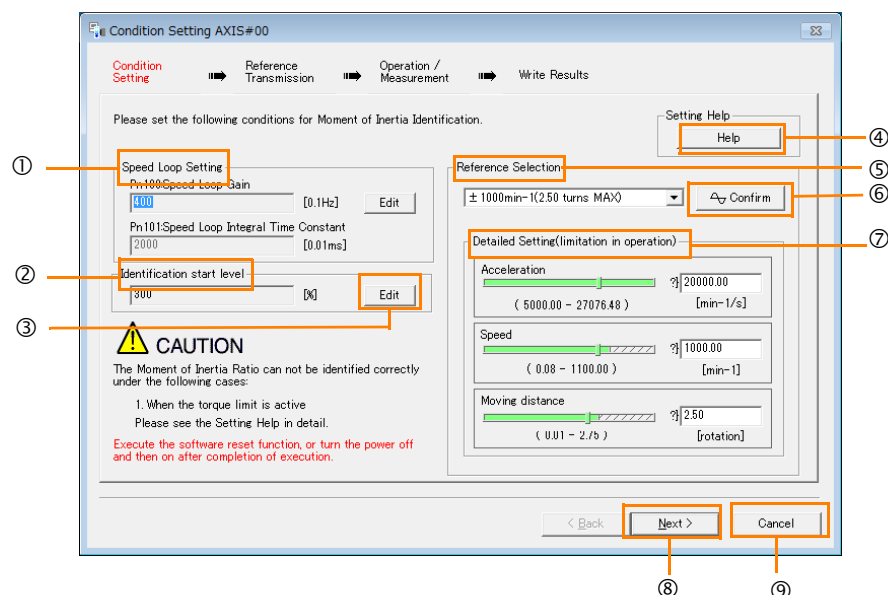 Condition Setting AXIS#00
Condition
Setting
Reference
Transmission
Operation /
Measurement
Write Results
Please set the following conditions for Moment of Inertia Identification.
Setting Help
Help
④
①
Speed Loop Setting
Pn100:Speed Loop Gain
400 [0.1Hz] Edit
Pn101:Speed Loop Integral Time Constant
2000 [0.01ms]
②
Identification start level
300 [%] Edit
③
CAUTION
The Moment of Inertia Ratio can not be identified correctly
under the following cases:
1. When the torque limit is active
Please see the Setting Help in detail.
Execute the software reset function, or turn the power off
and then on after completion of execution.
Reference Selection
⑤
±1000min-1(2.50 turns MAX) Confirm
⑥
Detailed Setting(limitation in operation)
⑦
Acceleration
?} 20000.00
( 5000.00 - 27076.48 ) [min-1/s]
Speed
?} 1000.00
( 0.08 - 1100.00 ) [min-1]
Moving distance
?} 2.50
( 0.01 - 2.75 ) [rotation]
< Back Next > Cancel
⑧ ⑨